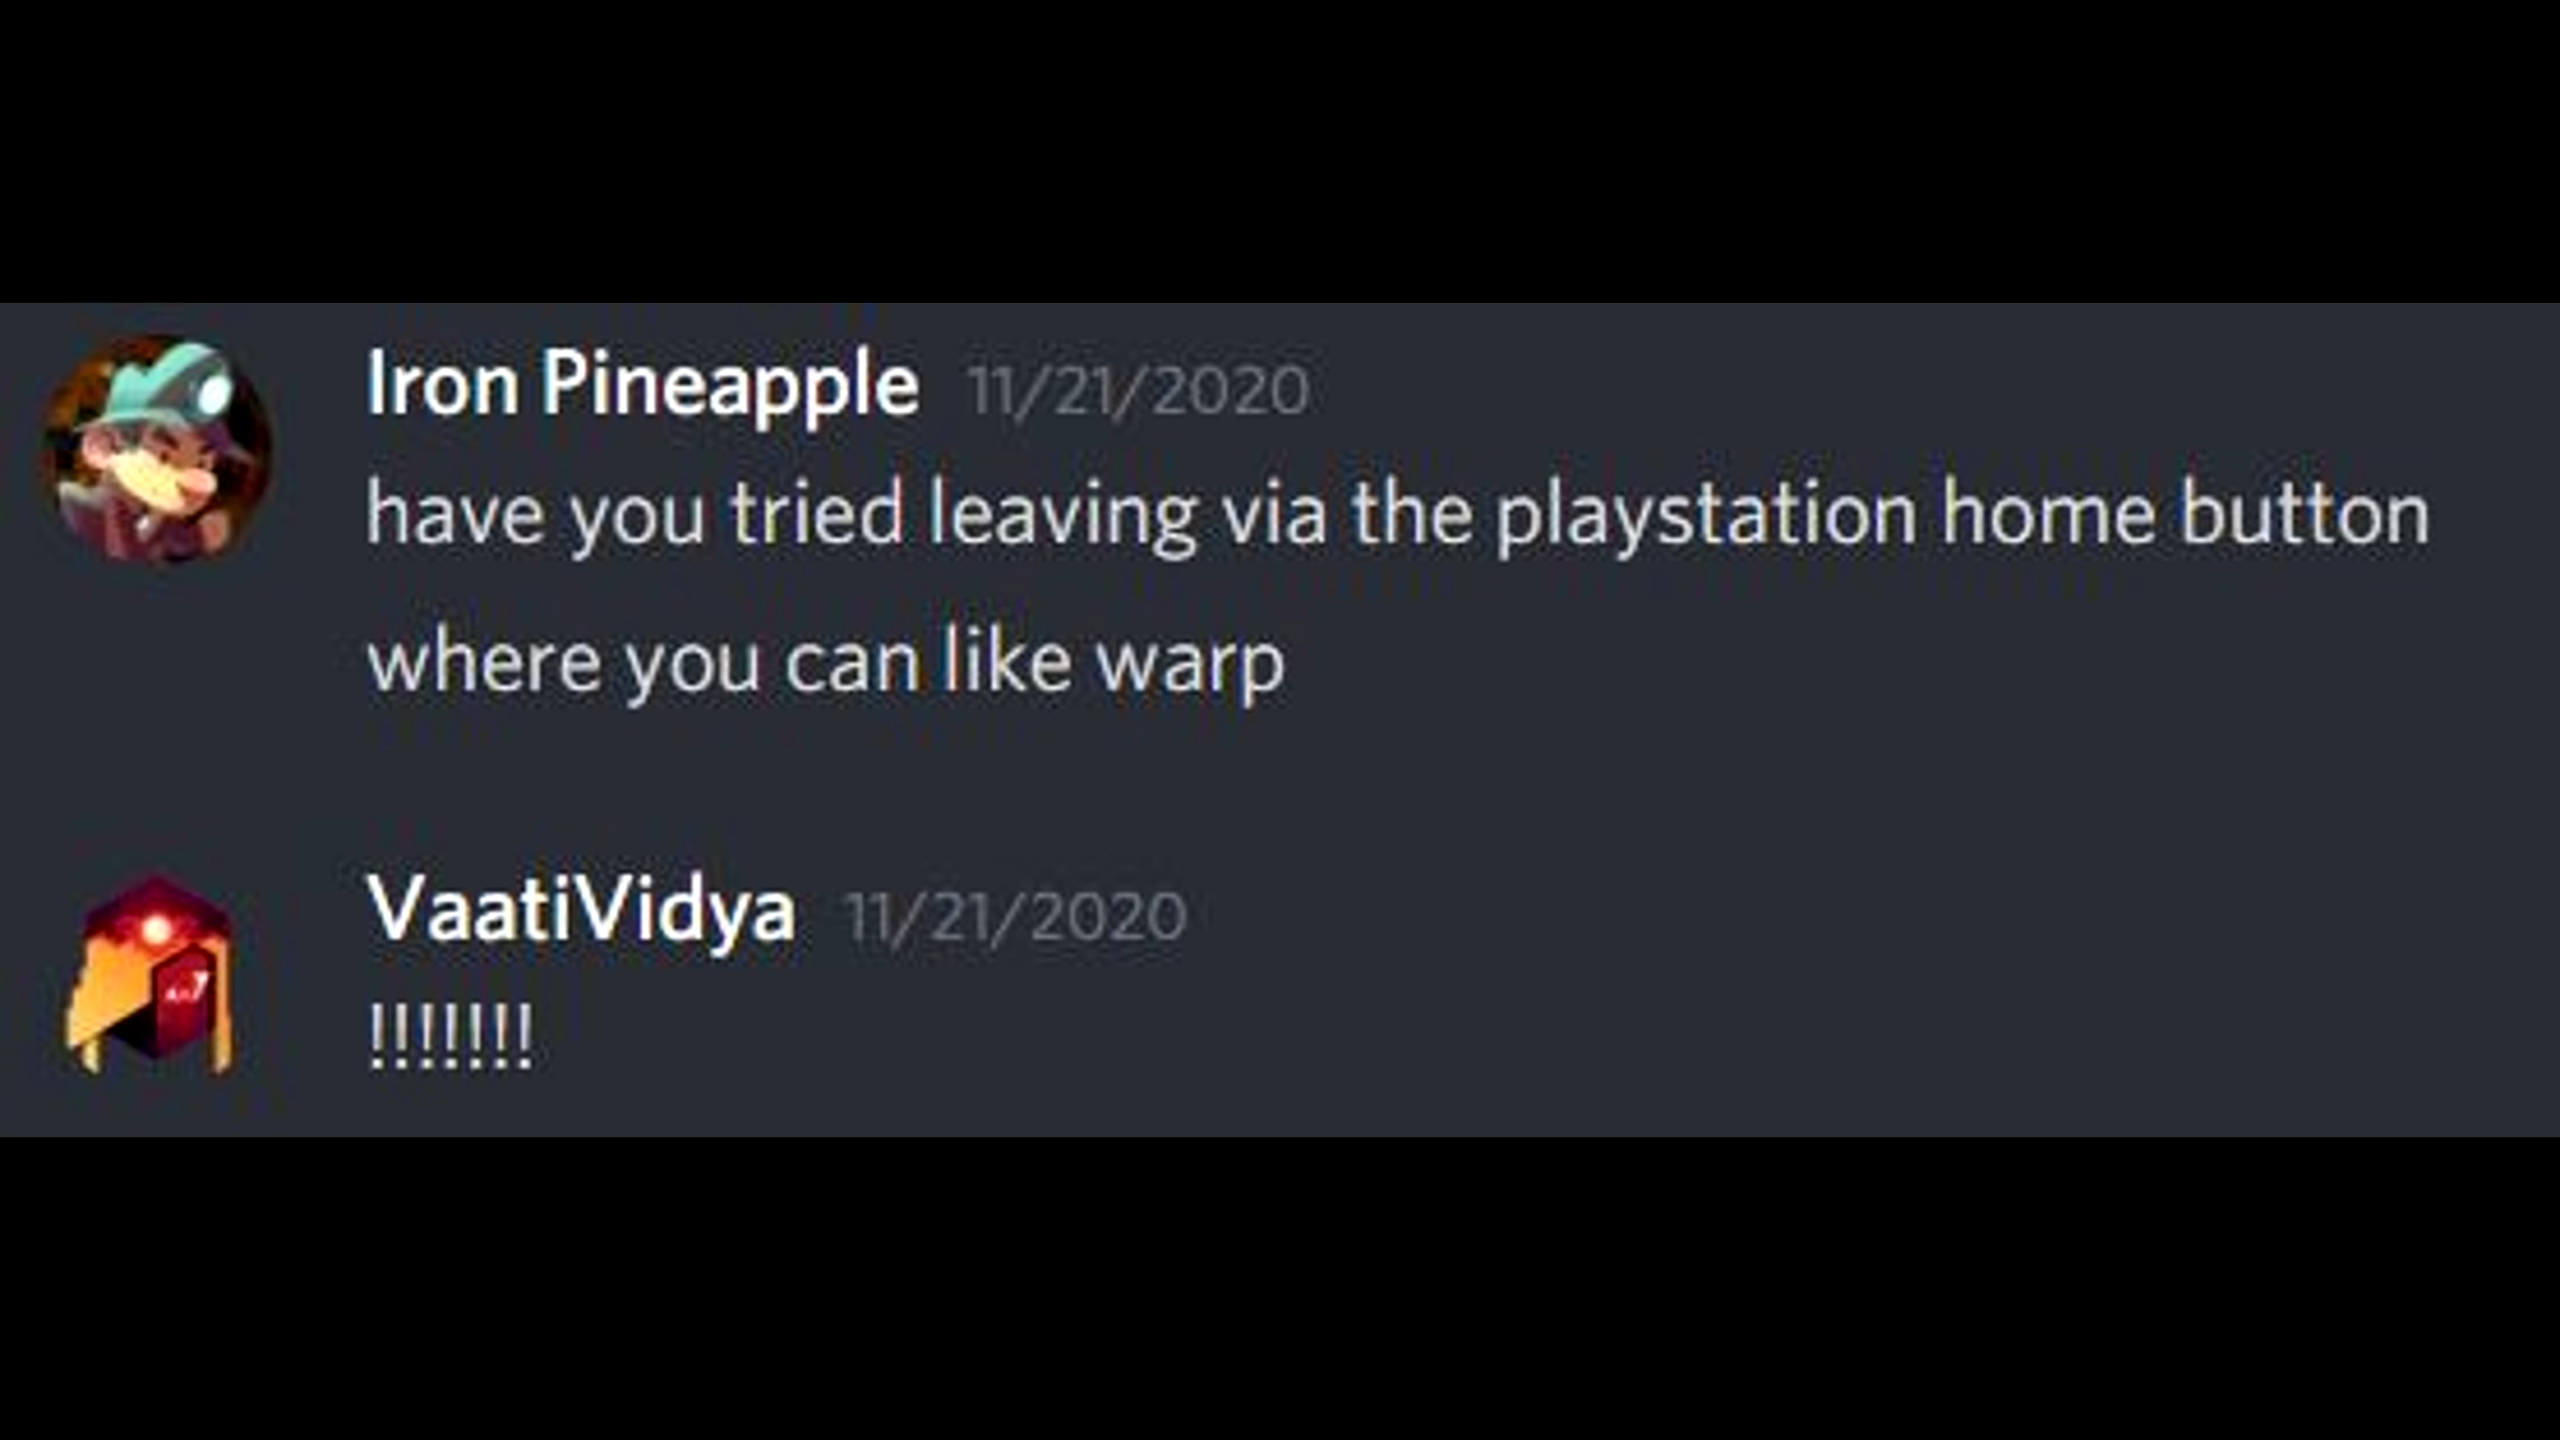 Iron Pineapple 11/21/2020
have you tried leaving via the playstation home button
where you can like warp
VaatiVidya 11/21/2020
!!!!!!!